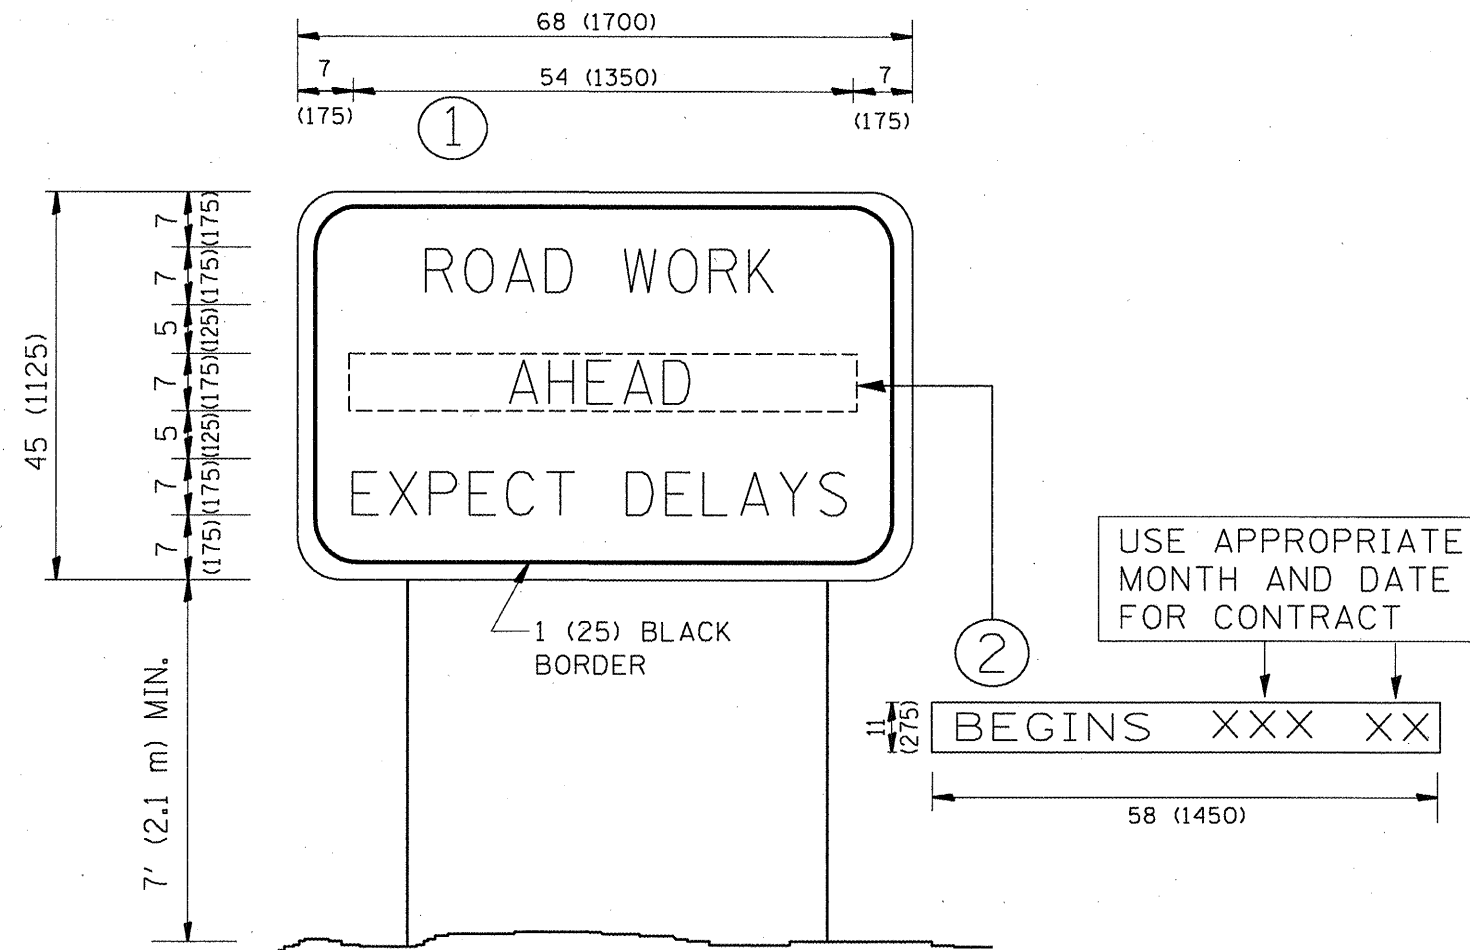 68 (1700)
7
54 (1350)
7
(175)
(175)
1
7
(175)
7
(175)
5
(125)
7
(175)
5
(125)
7
(175)
7
(175)
45 (1125)
ROAD WORK
AHEAD
EXPECT DELAYS
1 (25) BLACK
BORDER
7' (2.1 m) MIN.
USE APPROPRIATE
MONTH AND DATE
FOR CONTRACT
2
11
(275)
BEGINS XXX XX
58 (1450)